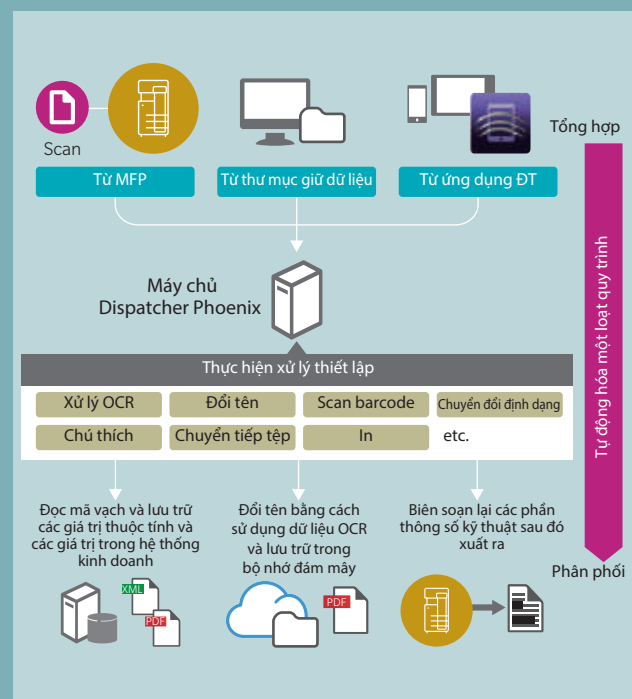 Scan
Tổng hợp
Từ MFP
Từ thư mục giữ dữ liệu
Từ ứng dụng ĐT
Máy chủ
Dispatcher Phoenix
Tự động hóa một loạt quy trình
Thực hiện xử lý thiết lập
Xử lý OCR
Đổi tên
Scan barcode
Chuyển đổi định dạng
Chú thích
Chuyển tiếp tệp
In
etc.
Đọc mã vạch và lưu trữ
các giá trị thuộc tính và
các giá trị trong hệ thống
kinh doanh
Đổi tên bằng cách
sử dụng dữ liệu OCR
và lưu trữ trong
bộ nhớ đám mây
Biên soạn lại các phần
thông số kỹ thuật sau đó
xuất ra
Phân phối
XML
PDF
PDF